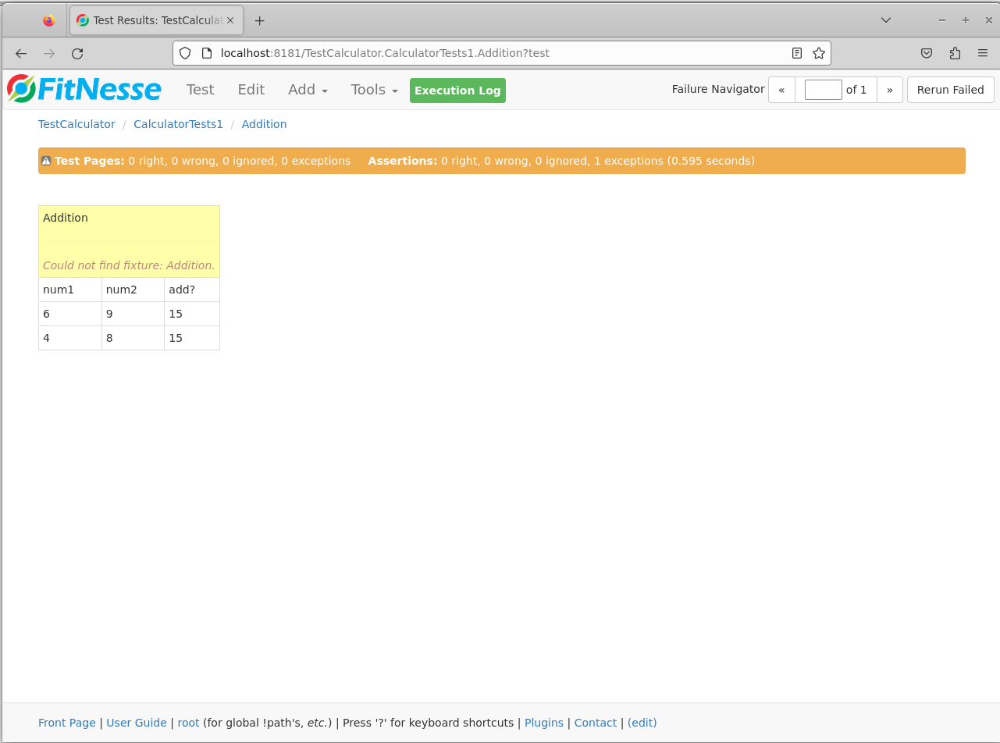 Test Results: TestCalculat
localhost:8181/TestCalculator.CalculatorTests1.Addition?test
FitNesse Test Edit Add Tools Execution Log Failure Navigator « of 1 » Rerun Failed
TestCalculator / CalculatorTests1 / Addition
Test Pages: 0 right, 0 wrong, 0 ignored, 0 exceptions Assertions: 0 right, 0 wrong, 0 ignored, 1 exceptions (0.595 seconds)
Addition
Could not find fixture: Addition.
num1 num2 add?
6 9 15
4 8 15
Front Page | User Guide | root (for global !path's, etc.) | Press '?' for keyboard shortcuts | Plugins | Contact | (edit)